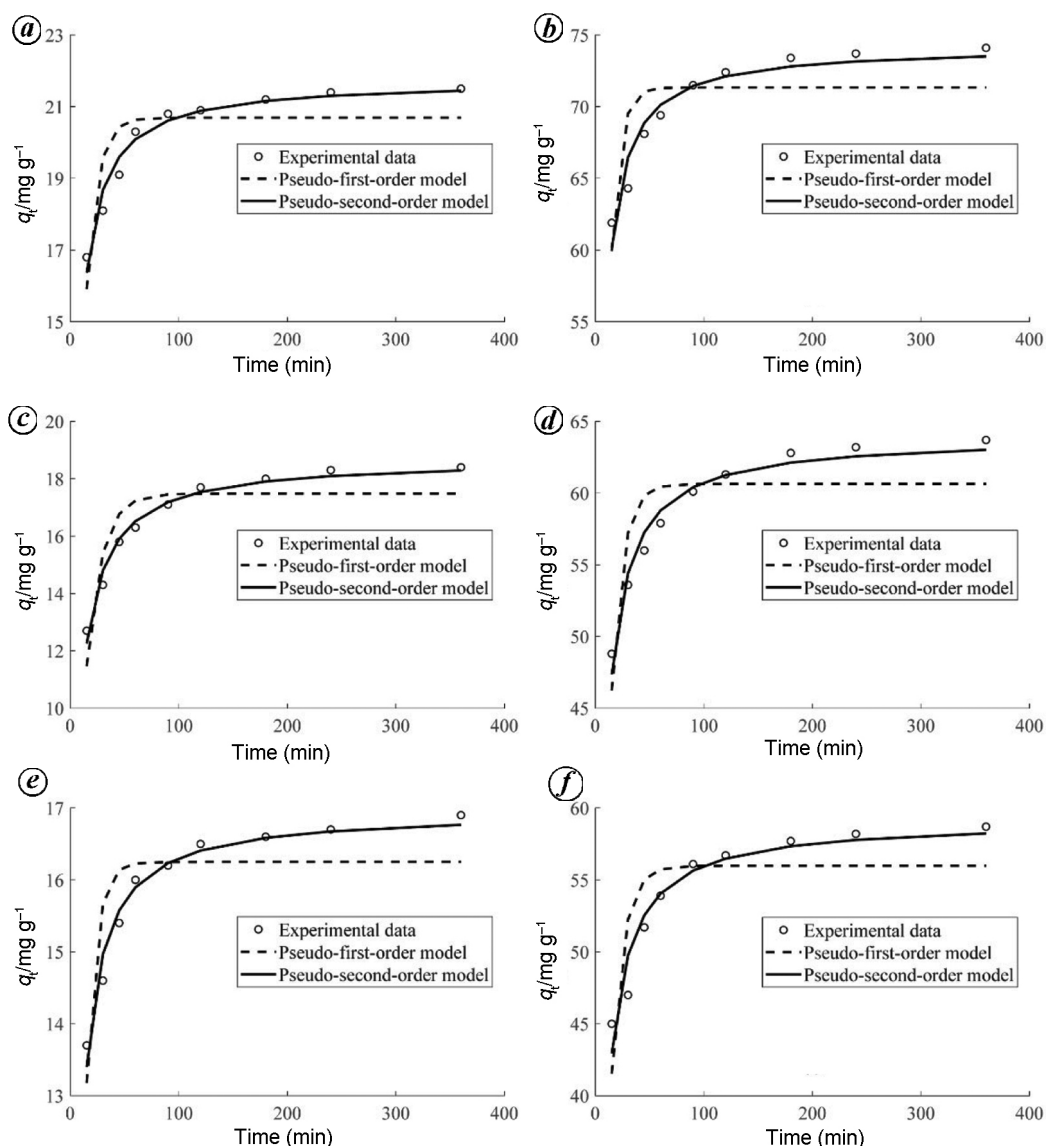 a
23
21
19
17
15
qt/mg g–1
Experimental data
Pseudo-first-order model
Pseudo-second-order model
0 100 200 300 400
Time (min)
b
75
70
65
60
55
qt/mg g–1
Experimental data
Pseudo-first-order model
Pseudo-second-order model
0 100 200 300 400
Time (min)
c
20
18
16
14
12
10
qt/mg g–1
Experimental data
Pseudo-first-order model
Pseudo-second-order model
0 100 200 300 400
Time (min)
d
65
60
55
50
45
qt/mg g–1
Experimental data
Pseudo-first-order model
Pseudo-second-order model
0 100 200 300 400
Time (min)
e
17
16
15
14
13
qt/mg g–1
Experimental data
Pseudo-first-order model
Pseudo-second-order model
0 100 200 300 400
Time (min)
f
60
55
50
45
40
qt/mg g–1
Experimental data
Pseudo-first-order model
Pseudo-second-order model
0 100 200 300 400
Time (min)